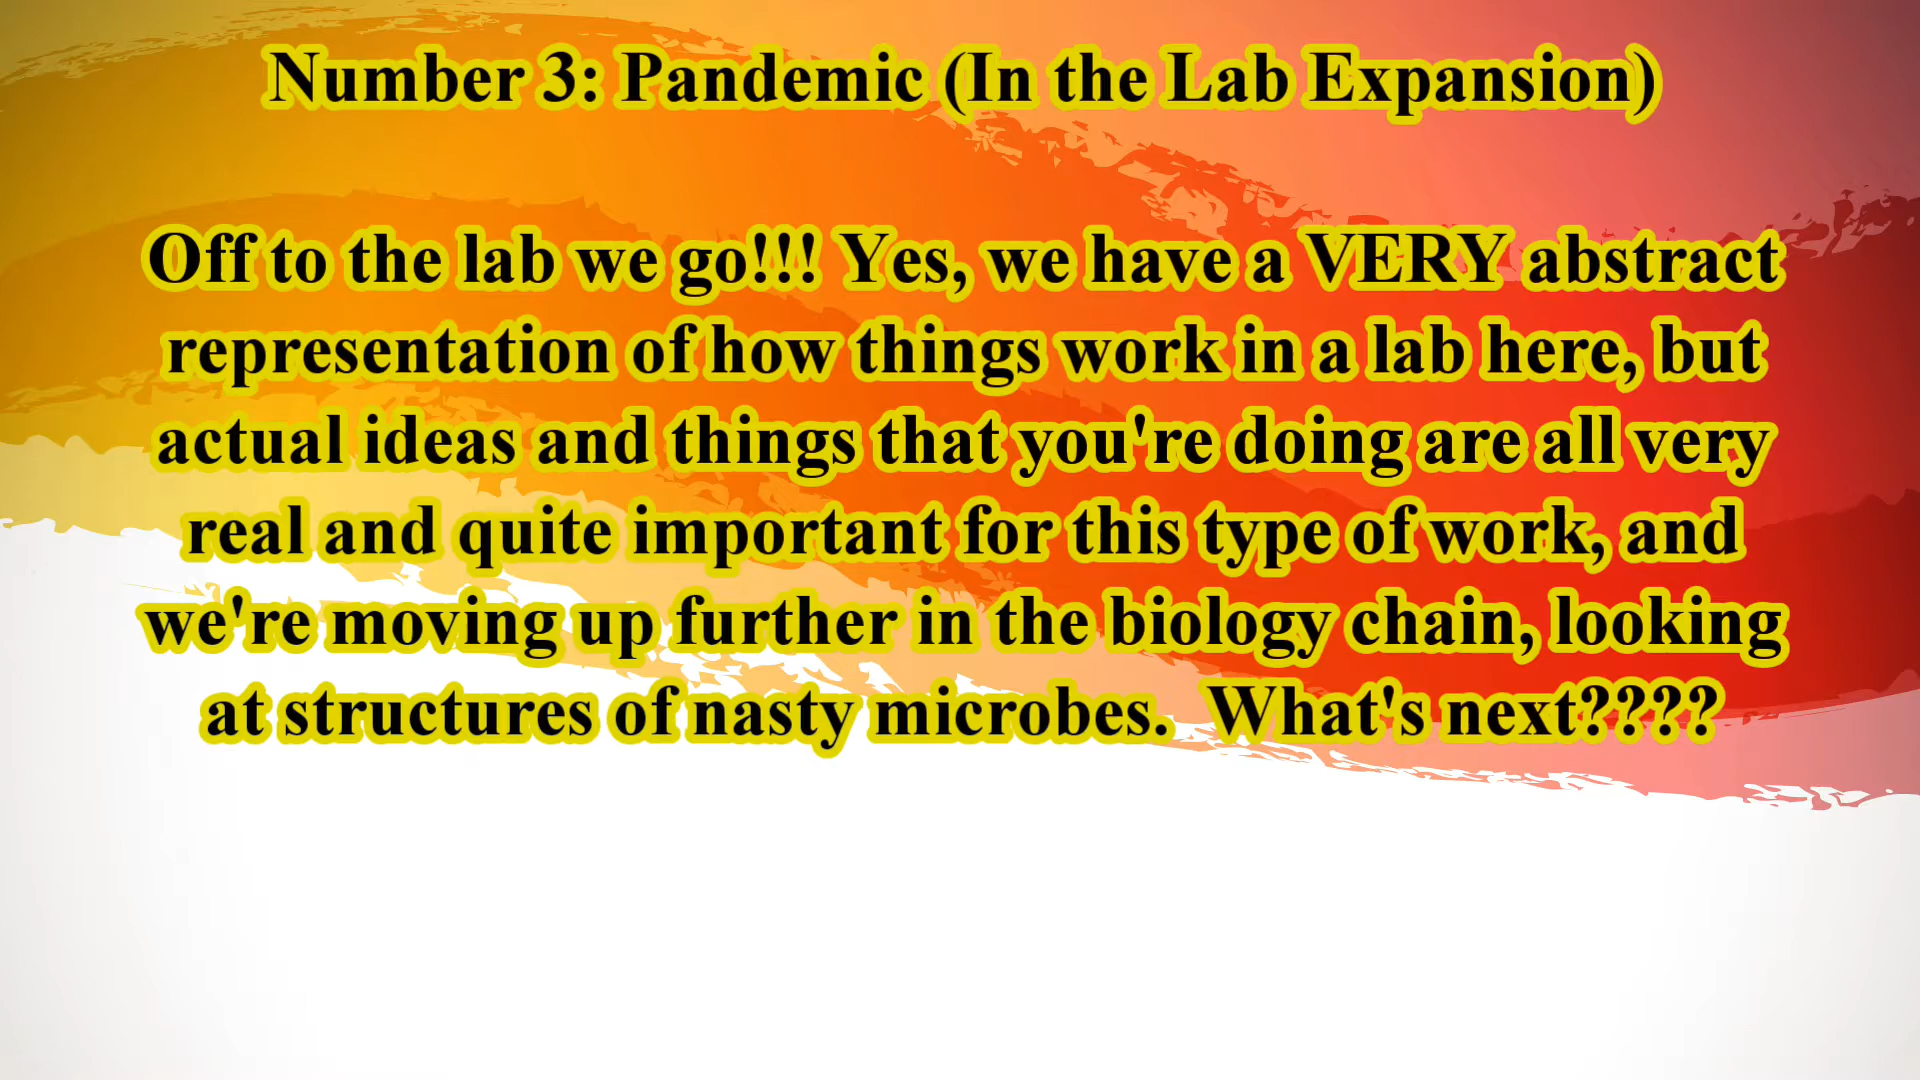 Number 3: Pandemic (In the Lab Expansion)
Off to the lab we go!!! Yes, we have a VERY abstract
representation of how things work in a lab here, but
actual ideas and things that you're doing are all very
real and quite important for this type of work, and
we're moving up further in the biology chain, looking
at structures of nasty microbes.  What's next????